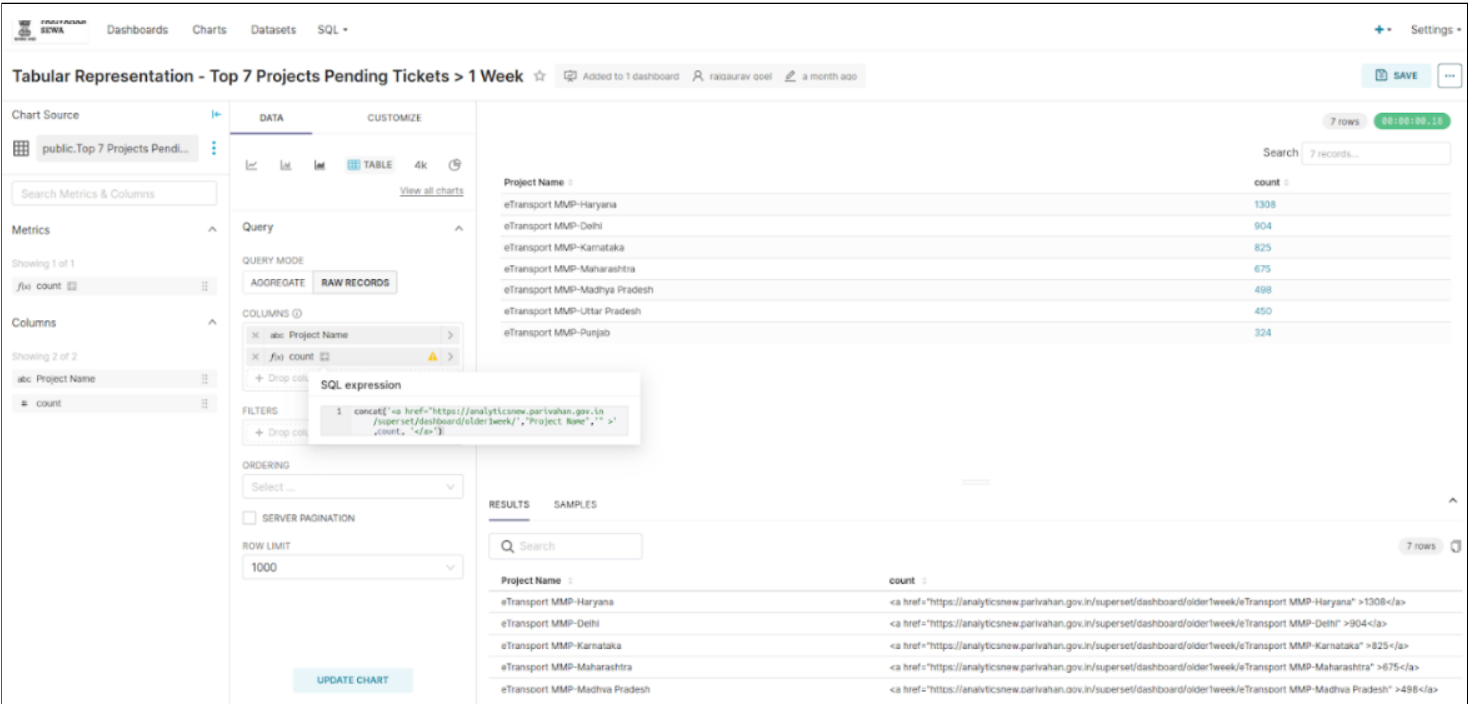 SEWA
Dashboards Charts Datasets SQL
Settings
Tabular Representation - Top 7 Projects Pending Tickets > 1 Week
Added to 1 dashboard rajgaurav goel a month ago
SAVE
Chart Source
public.Top 7 Projects Pendi...
Search Metrics & Columns
Metrics
Showing 1 of 1
f(x) count
Columns
Showing 2 of 2
abc Project Name
# count
DATA CUSTOMIZE
TABLE 4k
View all charts
Query
QUERY MODE
AGGREGATE RAW RECORDS
COLUMNS
abc Project Name
f(x) count
+ Drop colu
SQL expression
1 concat('<a href="https://analyticsnew.parivahan.gov.in
/superset/dashboard/older1week/',"Project Name",'" >'
,count, '</a>')
FILTERS
+ Drop colu
ORDERING
Select ...
SERVER PAGINATION
ROW LIMIT
1000
UPDATE CHART
7 rows 00:00:00.18
Search 7 records...
Project Name count
eTransport MMP-Haryana 1308
eTransport MMP-Delhi 904
eTransport MMP-Karnataka 825
eTransport MMP-Maharashtra 675
eTransport MMP-Madhya Pradesh 498
eTransport MMP-Uttar Pradesh 450
eTransport MMP-Punjab 324
RESULTS SAMPLES
Search
7 rows
Project Name count
eTransport MMP-Haryana <a href="https://analyticsnew.parivahan.gov.in/superset/dashboard/older1week/eTransport MMP-Haryana" >1308</a>
eTransport MMP-Delhi <a href="https://analyticsnew.parivahan.gov.in/superset/dashboard/older1week/eTransport MMP-Delhi" >904</a>
eTransport MMP-Karnataka <a href="https://analyticsnew.parivahan.gov.in/superset/dashboard/older1week/eTransport MMP-Karnataka" >825</a>
eTransport MMP-Maharashtra <a href="https://analyticsnew.parivahan.gov.in/superset/dashboard/older1week/eTransport MMP-Maharashtra" >675</a>
eTransport MMP-Madhya Pradesh <a href="https://analyticsnew.parivahan.gov.in/superset/dashboard/older1week/eTransport MMP-Madhya Pradesh" >498</a>